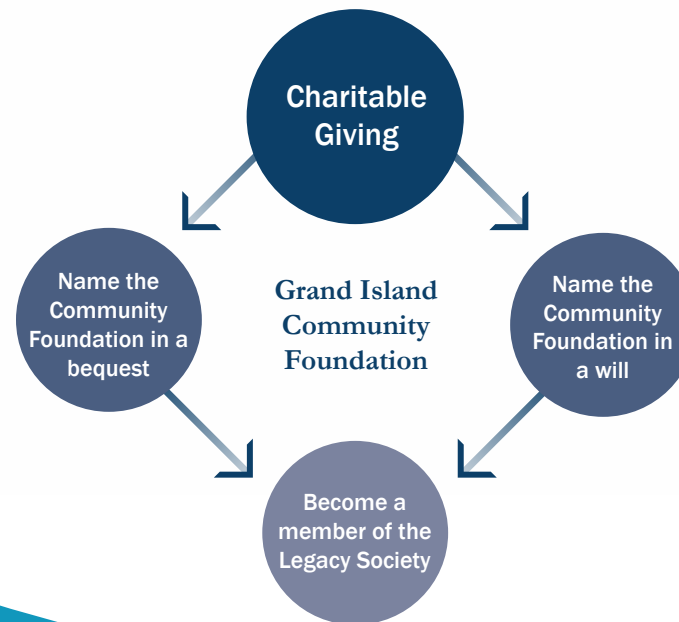 Charitable
Giving
Name the
Community
Foundation in a
bequest
Grand Island
Community
Foundation
Name the
Community
Foundation in
a will
Become a
member of the
Legacy Society